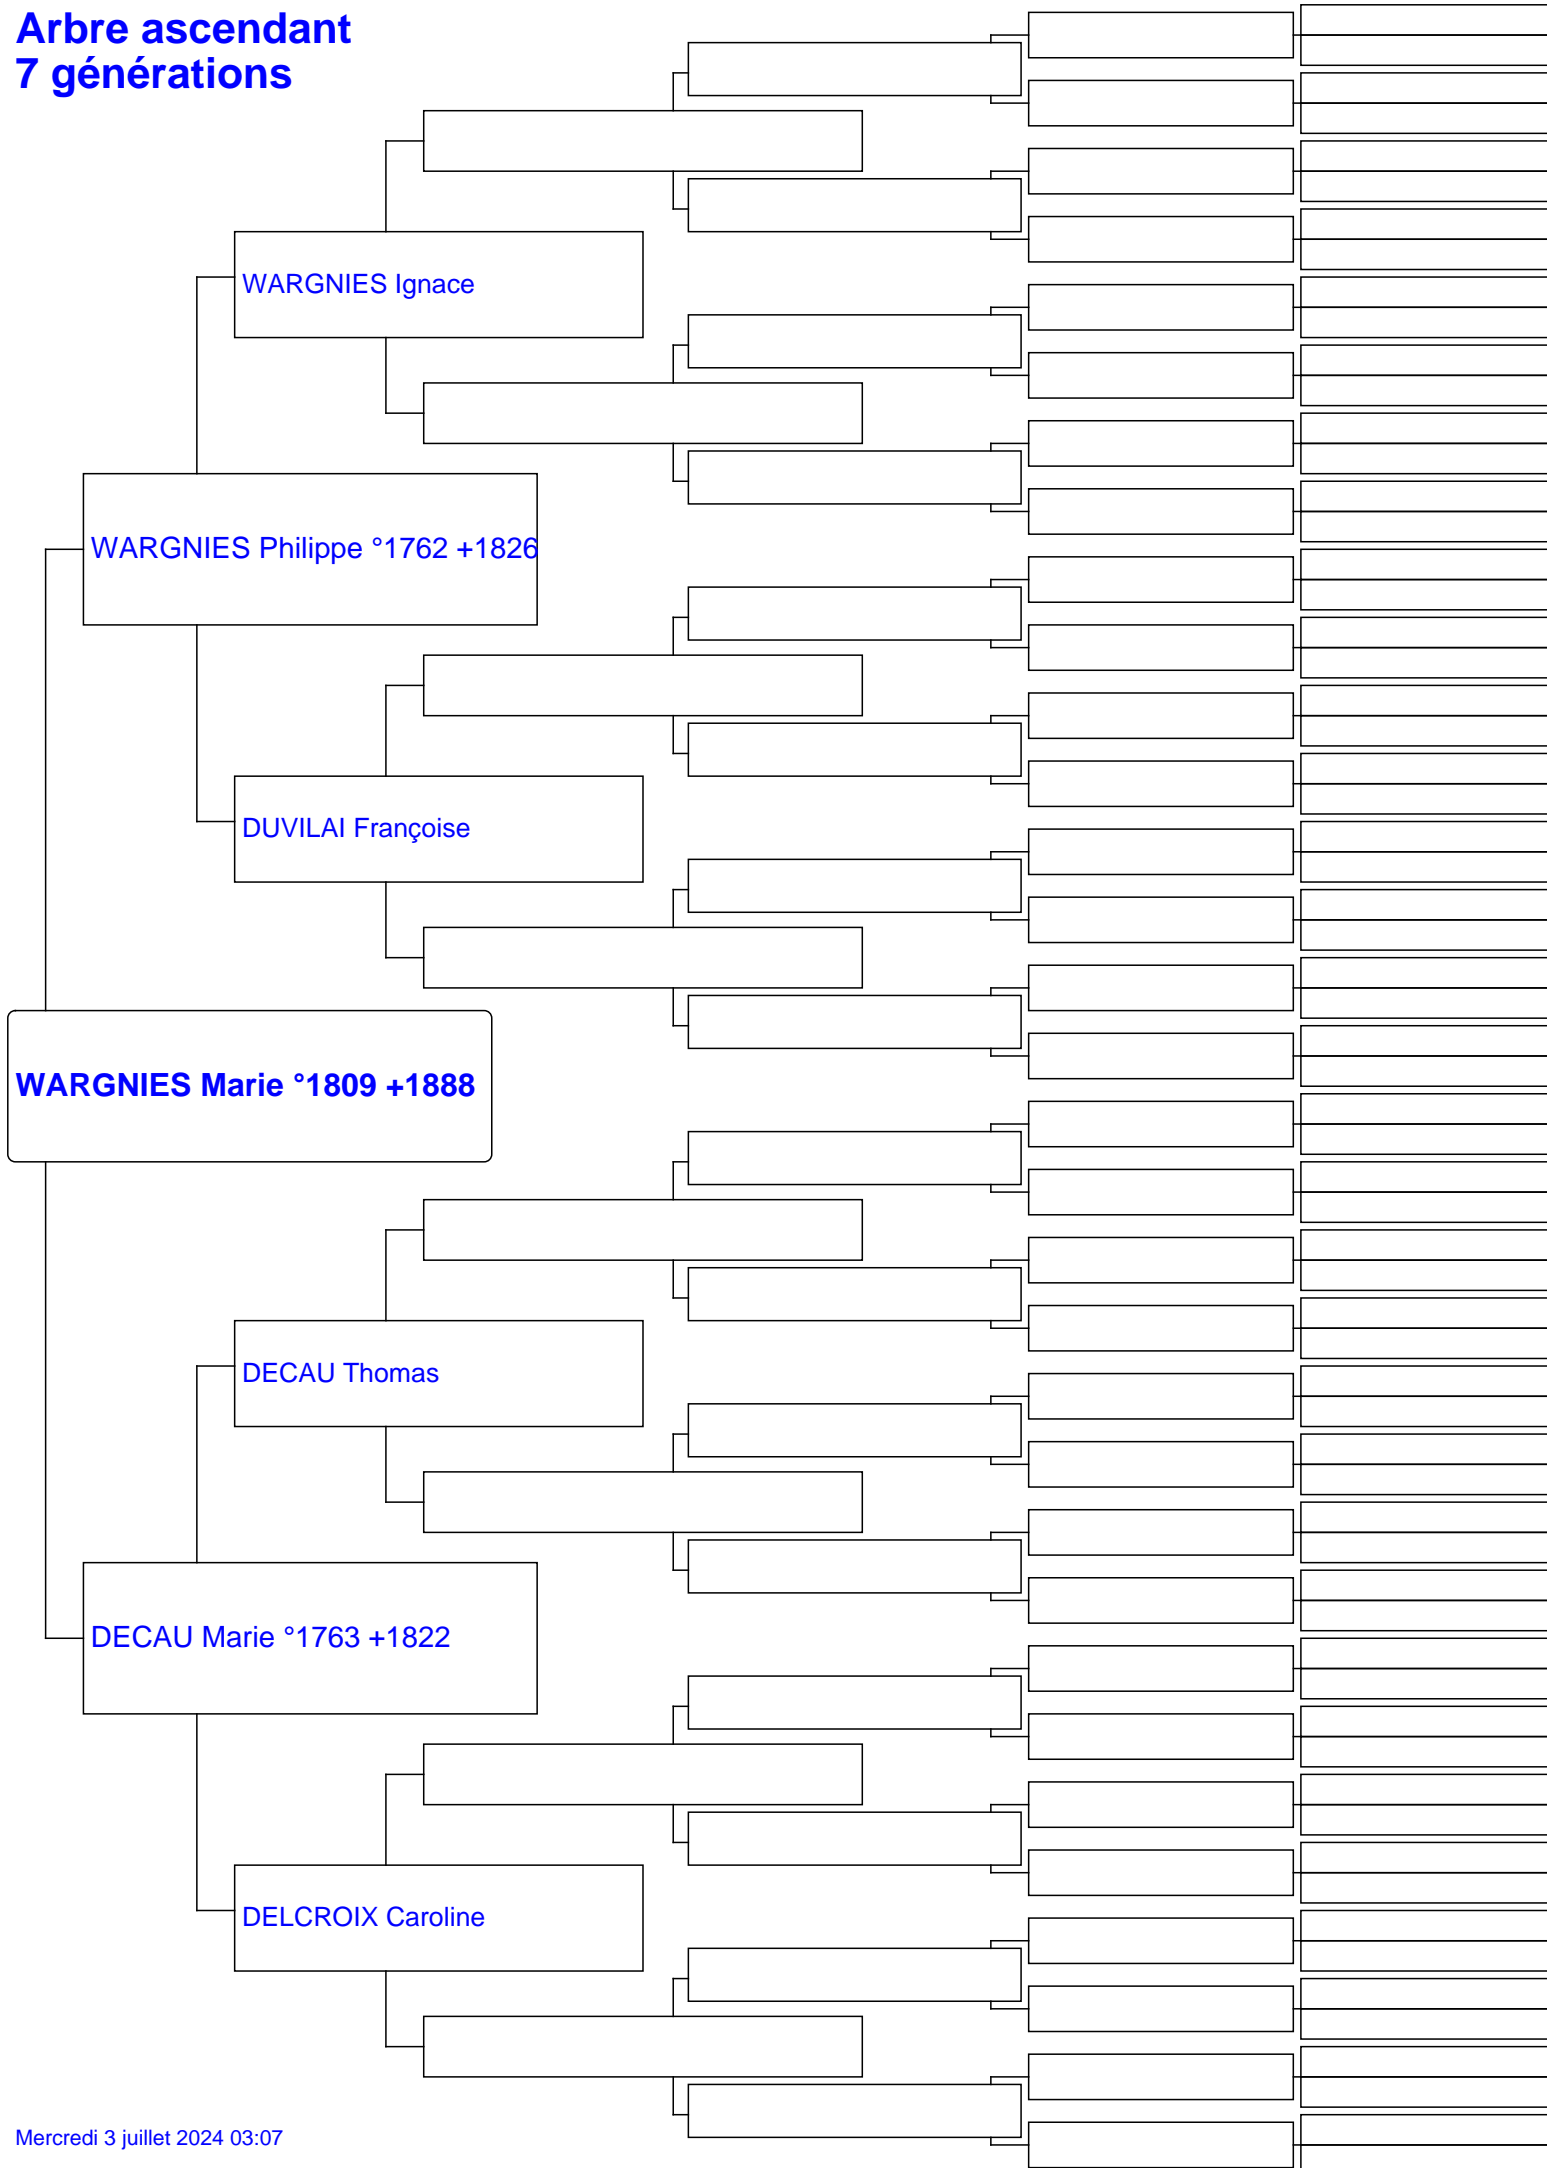 Arbre ascendant
7 générations
WARGNIES Ignace
WARGNIES Philippe °1762 +1826
DUVILAI Françoise
WARGNIES Marie °1809 +1888
DECAU Thomas
DECAU Marie °1763 +1822
DELCROIX Caroline
Mercredi 3 juillet 2024 03:07